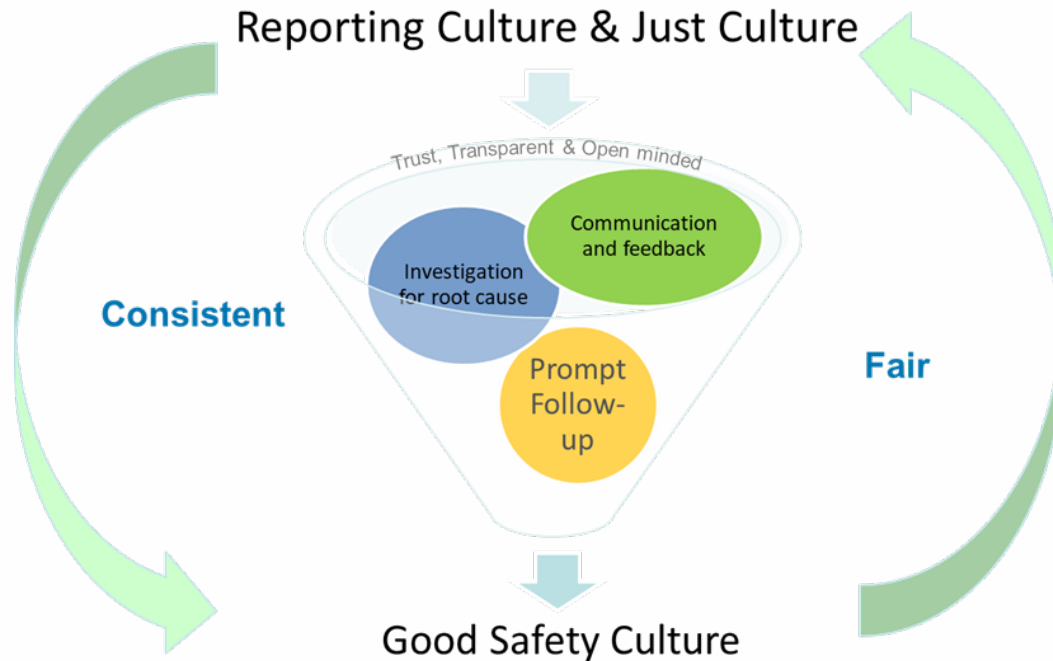 Reporting Culture & Just Culture
Trust, Transparent & Open minded
Communication
and feedback
Investigation
for root cause
Consistent
Prompt
Follow-
up
Fair
Good Safety Culture